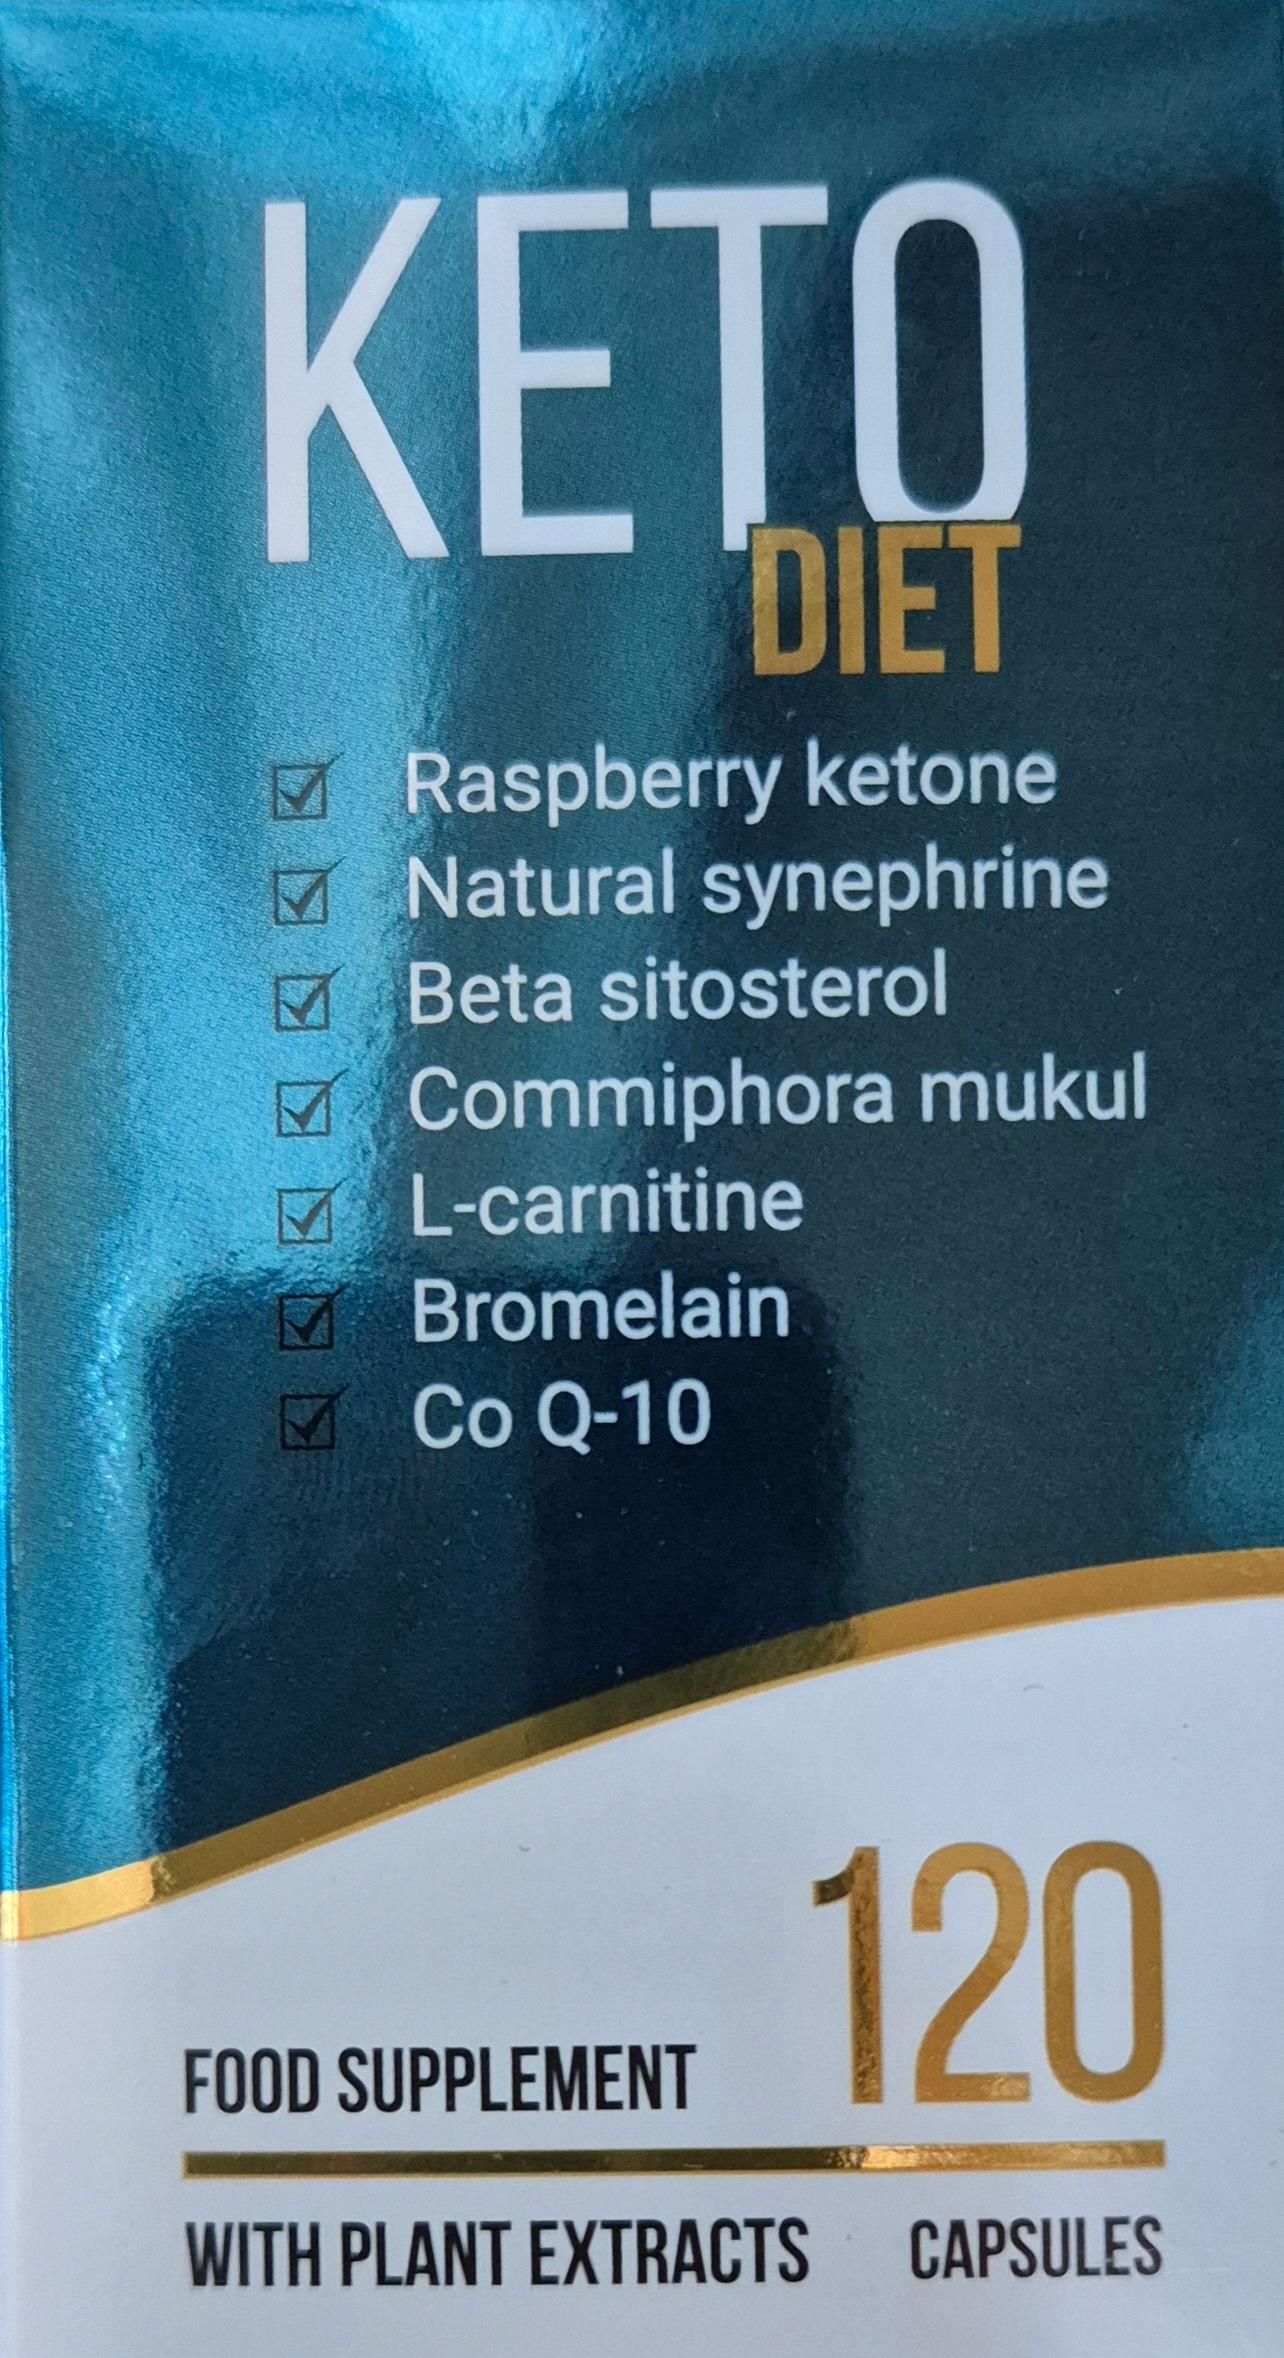 KETO
DIET
Raspberry ketone
Natural synephrine
Beta sitosterol
Commiphora mukul
L-carnitine
Bromelain
Co Q-10
120
FOOD SUPPLEMENT
WITH PLANT EXTRACTS CAPSULES